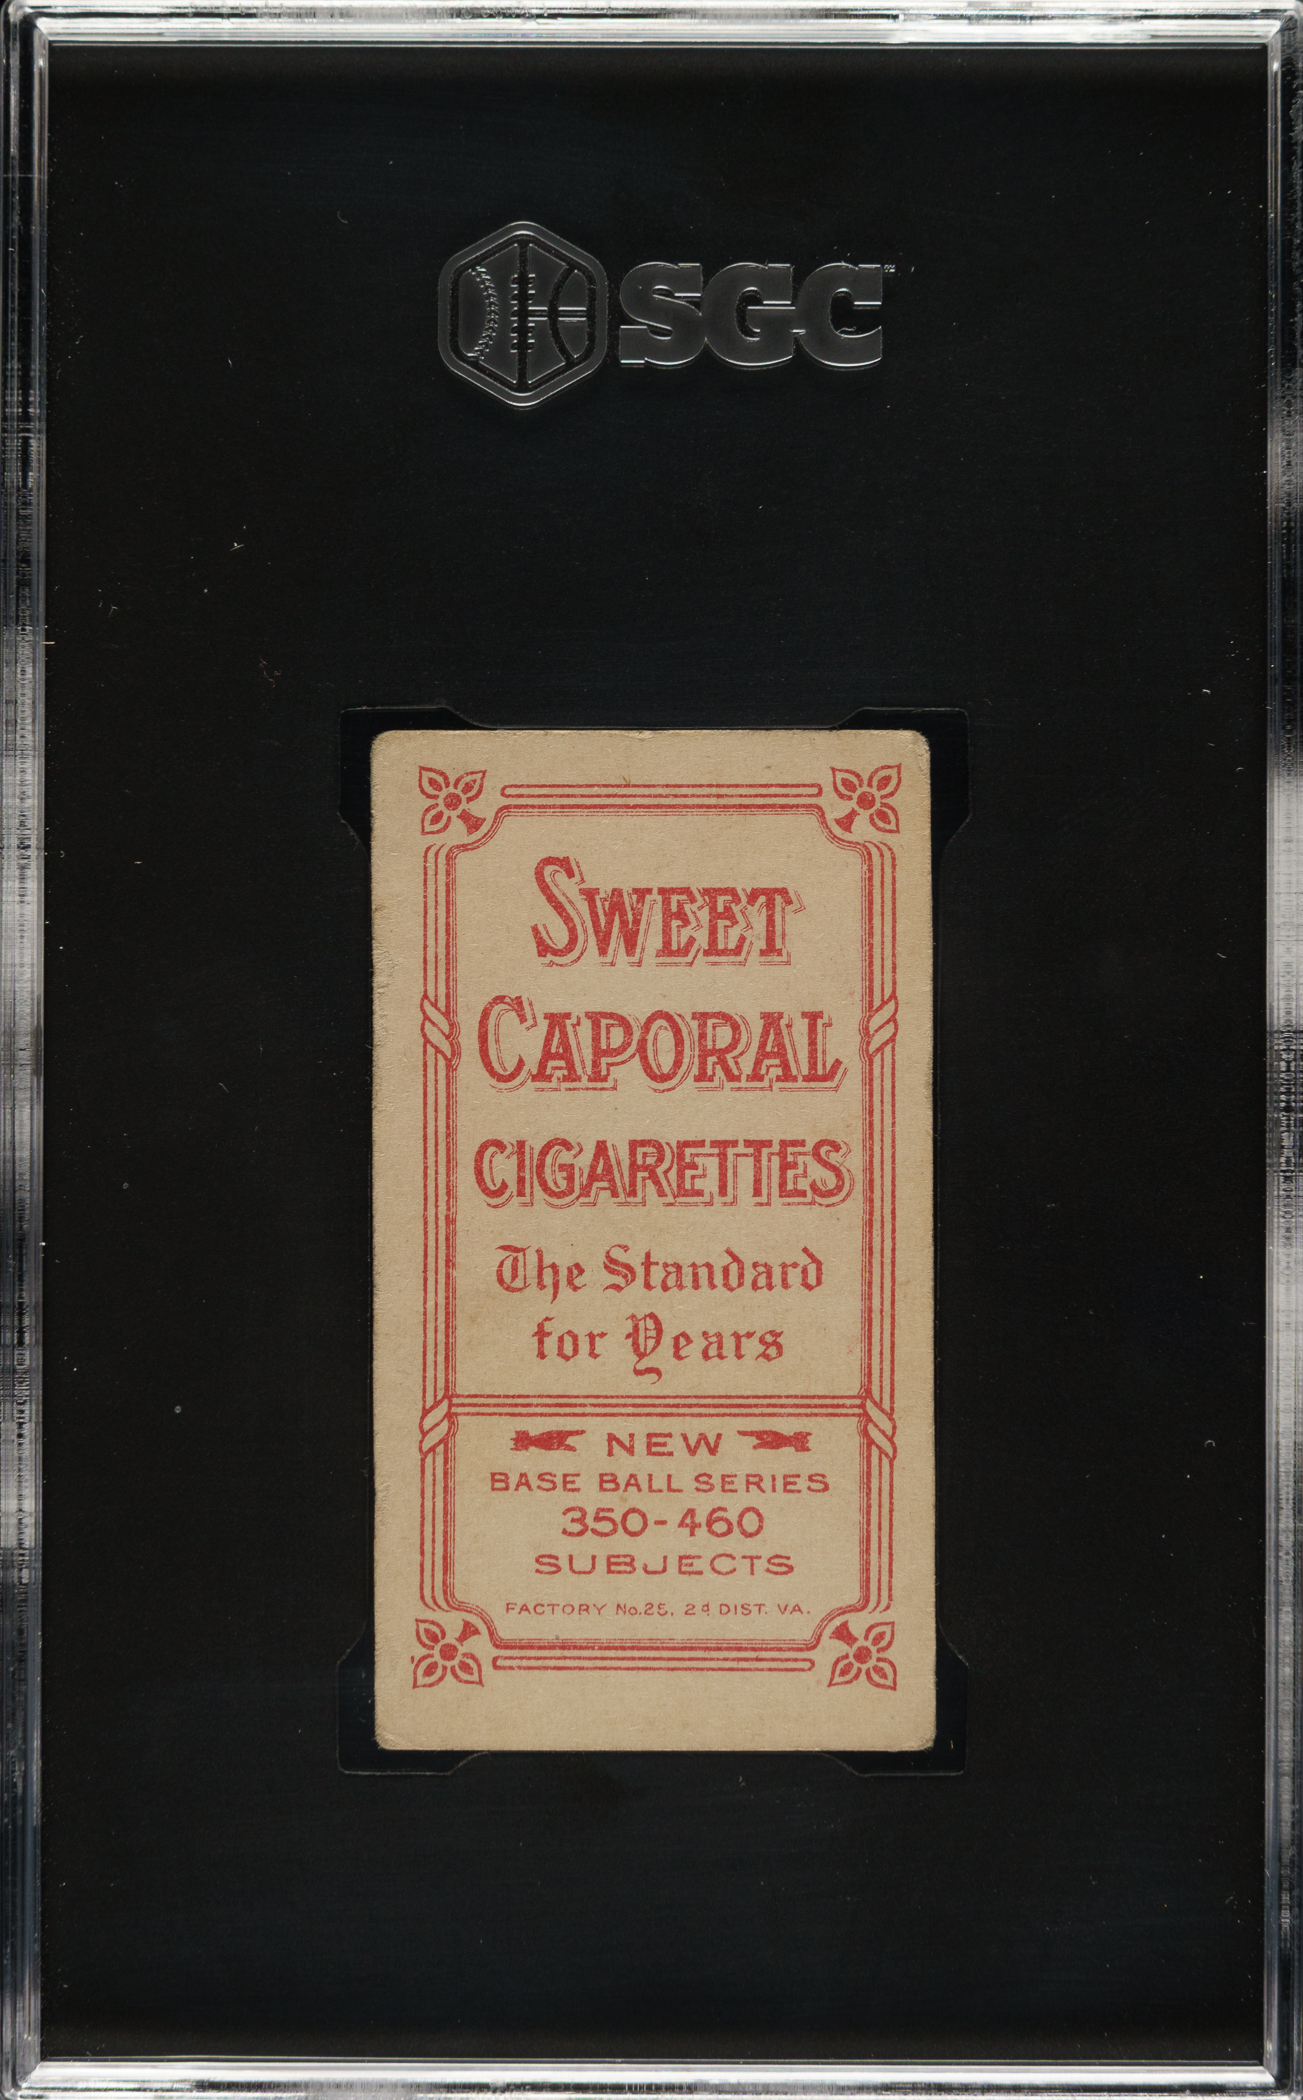 SGC™
SWEET
CAPORAL
CIGARETTES
The Standard
for Years
NEW
BASE BALL SERIES
350-460
SUBJECTS
FACTORY No. 25, 2d DIST. VA.